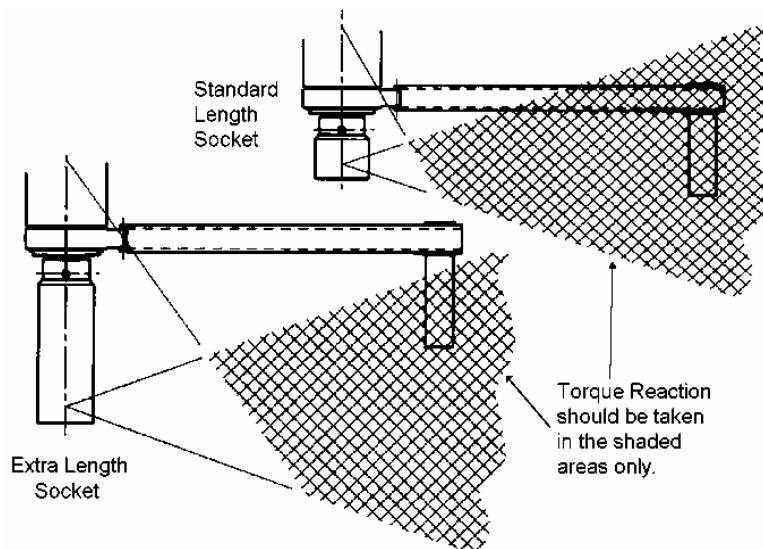 Standard
Length
Socket
Torque Reaction
should be taken
in the shaded
areas only.
Extra Length
Socket